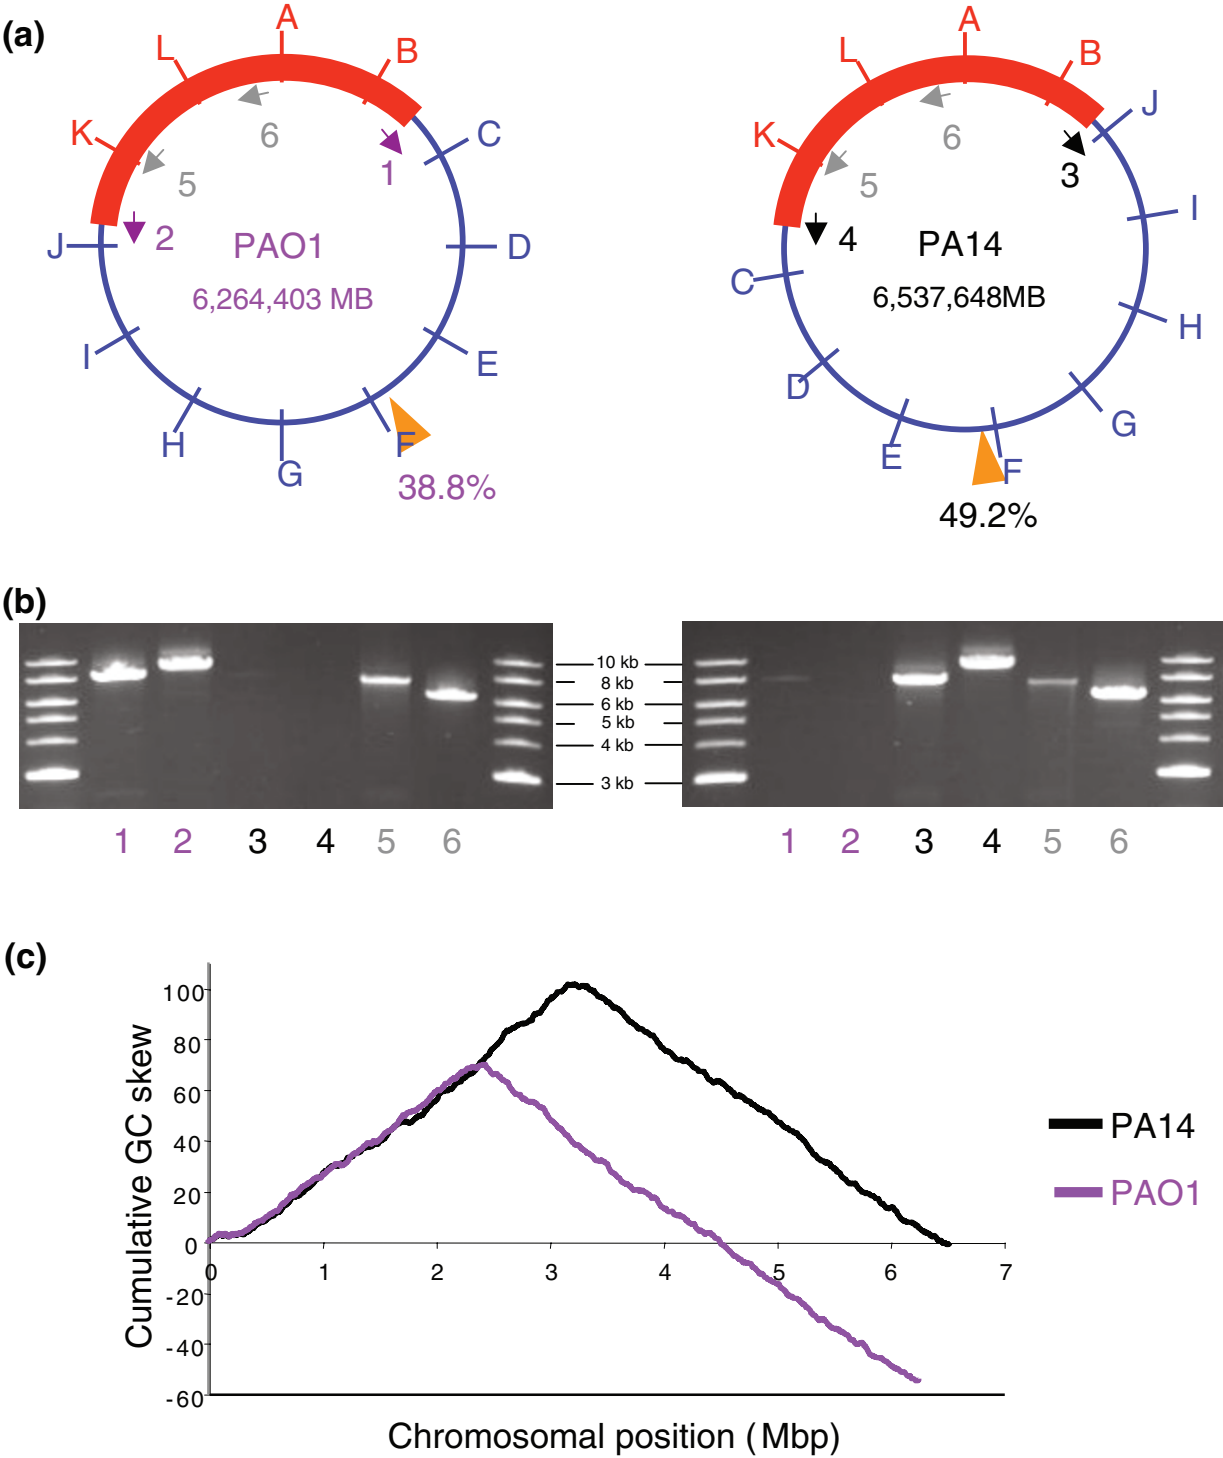 (a)
A
B
C
D
E
F
G
H
I
J
K
L
6
5
1
2
PAO1
6,264,403 MB
38.8%
A
B
J
I
H
G
F
E
D
C
K
L
6
5
3
4
PA14
6,537,648MB
49.2%
(b)
10 kb
8 kb
6 kb
5 kb
4 kb
3 kb
1 2 3 4 5 6
1 2 3 4 5 6
(c)
Cumulative GC skew
100
80
60
40
20
0
-20
-40
-60
0 1 2 3 4 5 6 7
Chromosomal position (Mbp)
PA14
PAO1